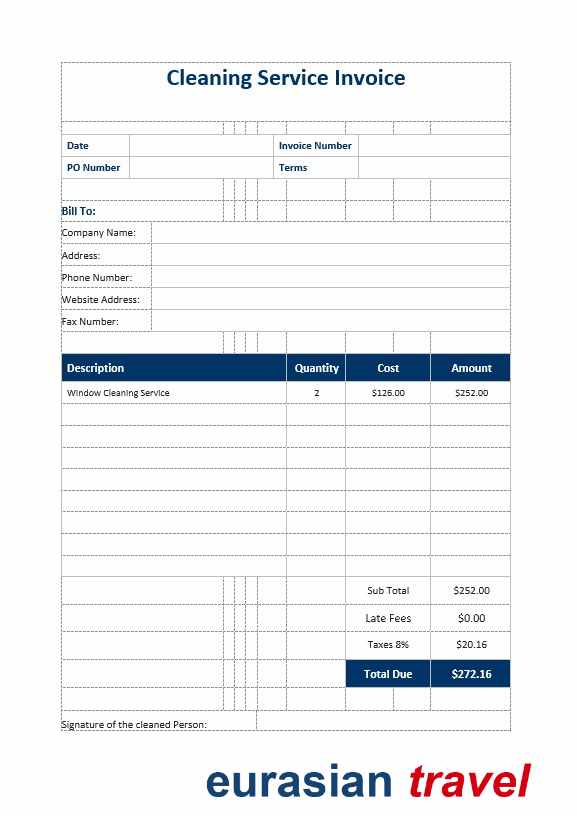 Cleaning Service Invoice
Date Invoice Number
PO Number Terms
Bill To:
Company Name:
Address:
Phone Number:
Website Address:
Fax Number:
Description Quantity Cost Amount
Window Cleaning Service 2 $126.00 $252.00
Sub Total $252.00
Late Fees $0.00
Taxes 8% $20.16
Total Due $272.16
Signature of the cleaned Person:
eurasian travel